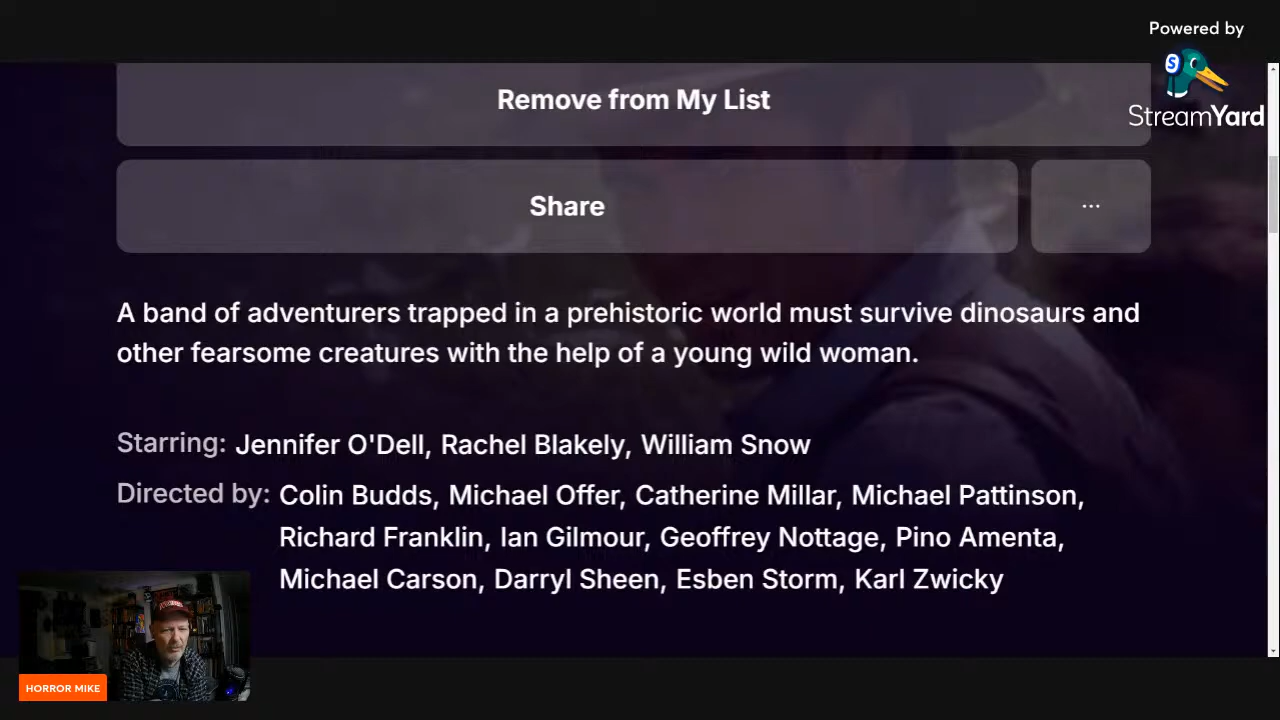 Powered by
StreamYard
Remove from My List
Share
...
A band of adventurers trapped in a prehistoric world must survive dinosaurs and
other fearsome creatures with the help of a young wild woman.
Starring: Jennifer O'Dell, Rachel Blakely, William Snow
Directed by: Colin Budds, Michael Offer, Catherine Millar, Michael Pattinson,
Richard Franklin, Ian Gilmour, Geoffrey Nottage, Pino Amenta,
Michael Carson, Darryl Sheen, Esben Storm, Karl Zwicky
HORROR MIKE